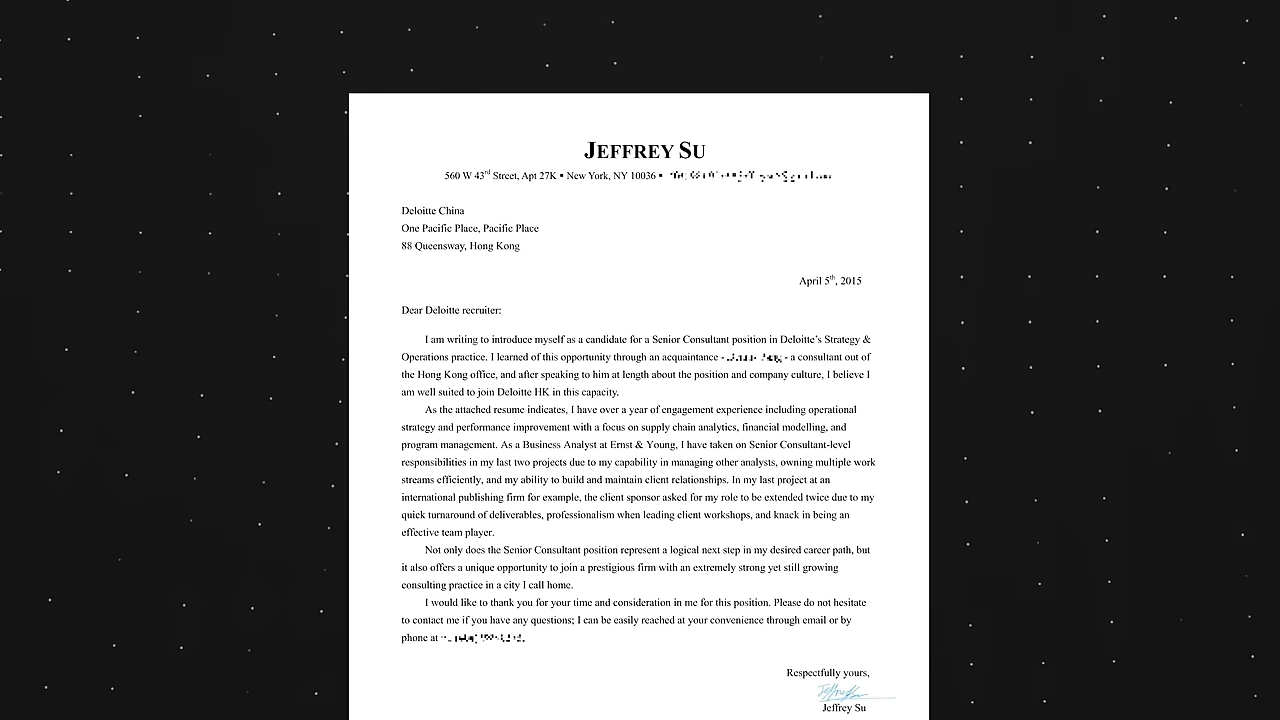 JEFFREY SU
560 W 43rd Street, Apt 27K ▪ New York, NY 10036 ▪
Deloitte China
One Pacific Place, Pacific Place
88 Queensway, Hong Kong
April 5th, 2015
Dear Deloitte recruiter:
I am writing to introduce myself as a candidate for a Senior Consultant position in Deloitte's Strategy &
Operations practice. I learned of this opportunity through an acquaintance - - a consultant out of
the Hong Kong office, and after speaking to him at length about the position and company culture, I believe I
am well suited to join Deloitte HK in this capacity.
As the attached resume indicates, I have over a year of engagement experience including operational
strategy and performance improvement with a focus on supply chain analytics, financial modelling, and
program management. As a Business Analyst at Ernst & Young, I have taken on Senior Consultant-level
responsibilities in my last two projects due to my capability in managing other analysts, owning multiple work
streams efficiently, and my ability to build and maintain client relationships. In my last project at an
international publishing firm for example, the client sponsor asked for my role to be extended twice due to my
quick turnaround of deliverables, professionalism when leading client workshops, and knack in being an
effective team player.
Not only does the Senior Consultant position represent a logical next step in my desired career path, but
it also offers a unique opportunity to join a prestigious firm with an extremely strong yet still growing
consulting practice in a city I call home.
I would like to thank you for your time and consideration in me for this position. Please do not hesitate
to contact me if you have any questions; I can be easily reached at your convenience through email or by
phone at
Respectfully yours,
Jeffrey Su